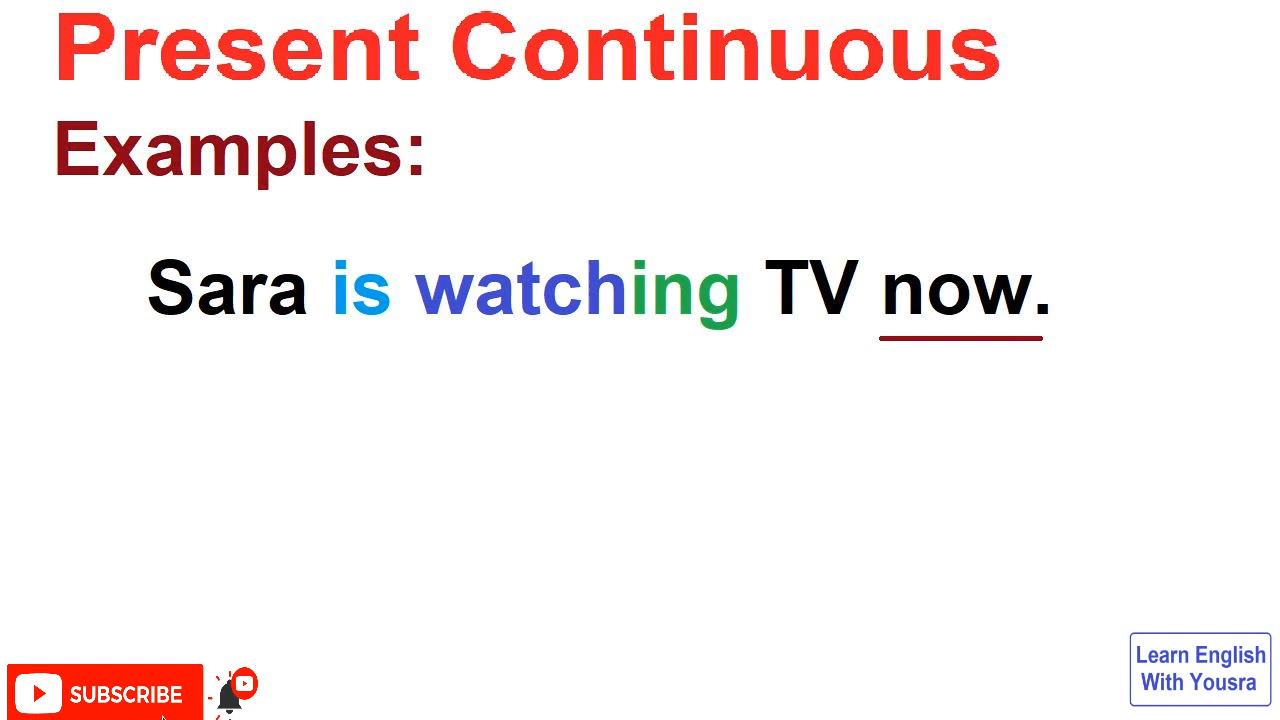 Present Continuous
Examples:
Sara is watching TV now.
SUBSCRIBE
Learn English
With Yousra